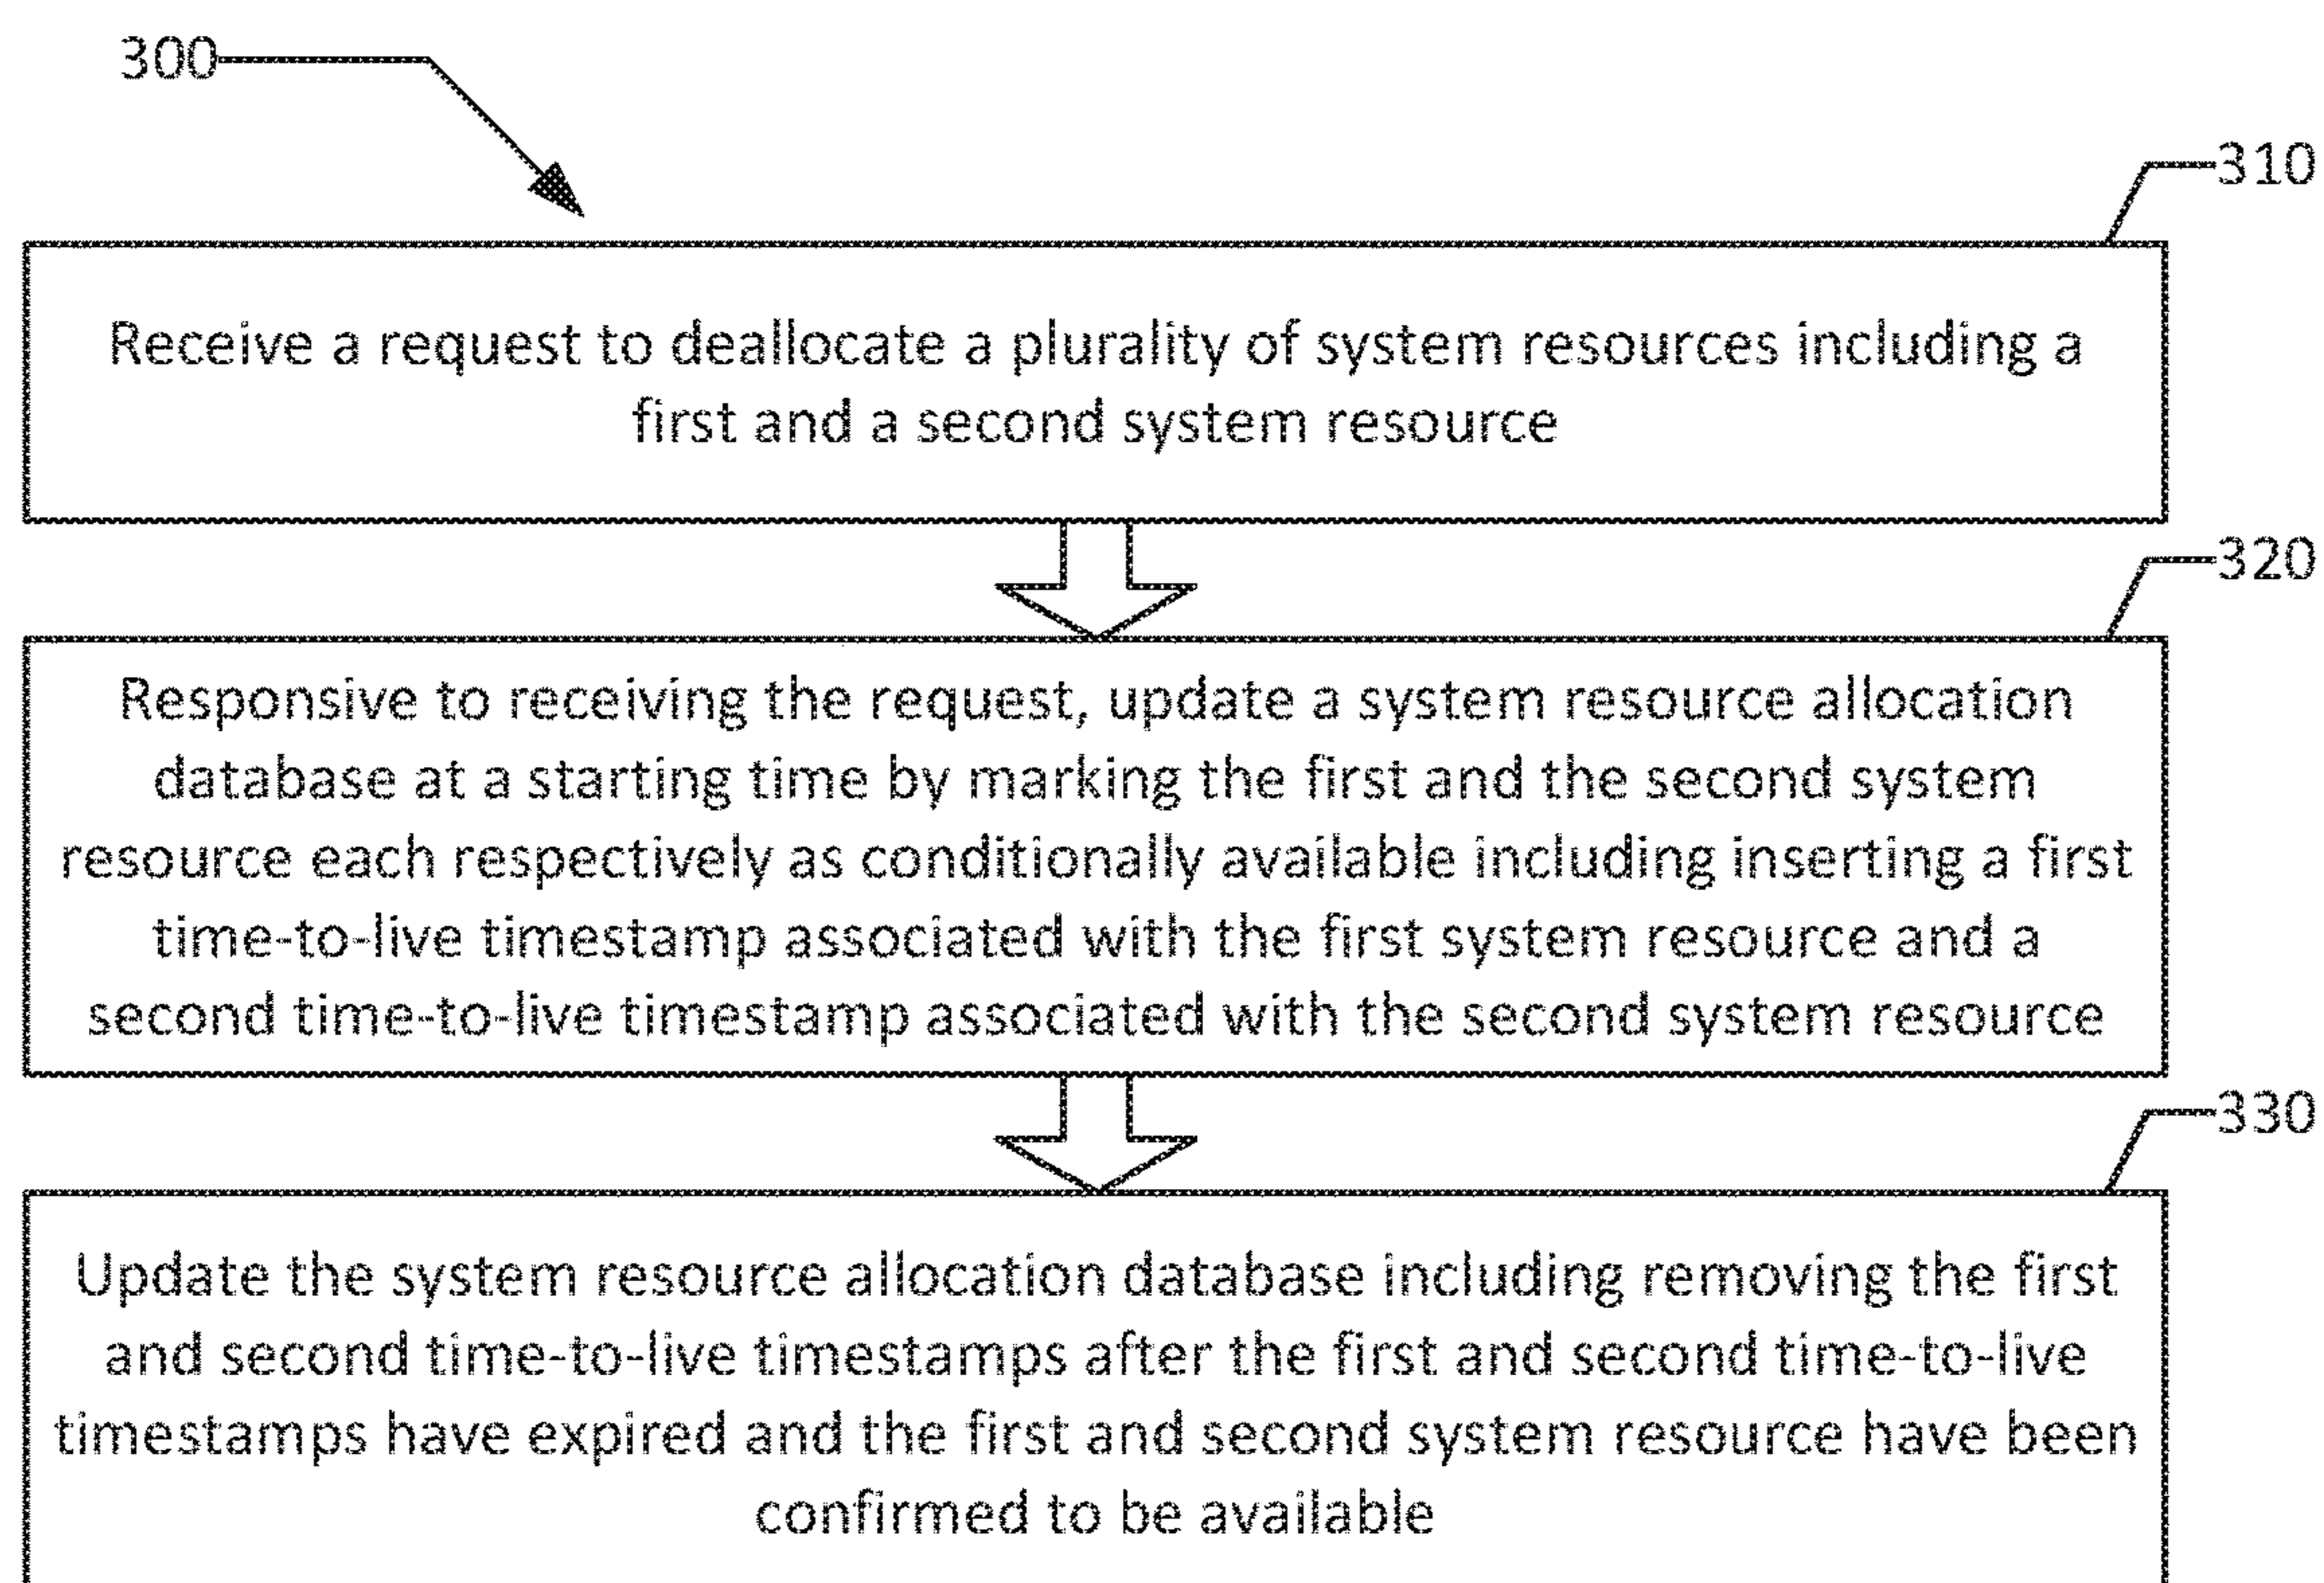 300
310
Receive a request to deallocate a plurality of system resources including a
first and a second system resource
320
Responsive to receiving the request, update a system resource allocation
database at a starting time by marking the first and the second system
resource each respectively as conditionally available including inserting a first
time-to-live timestamp associated with the first system resource and a
second time-to-live timestamp associated with the second system resource
330
Update the system resource allocation database including removing the first
and second time-to-live timestamps after the first and second time-to-live
timestamps have expired and the first and second system resource have been
confirmed to be available